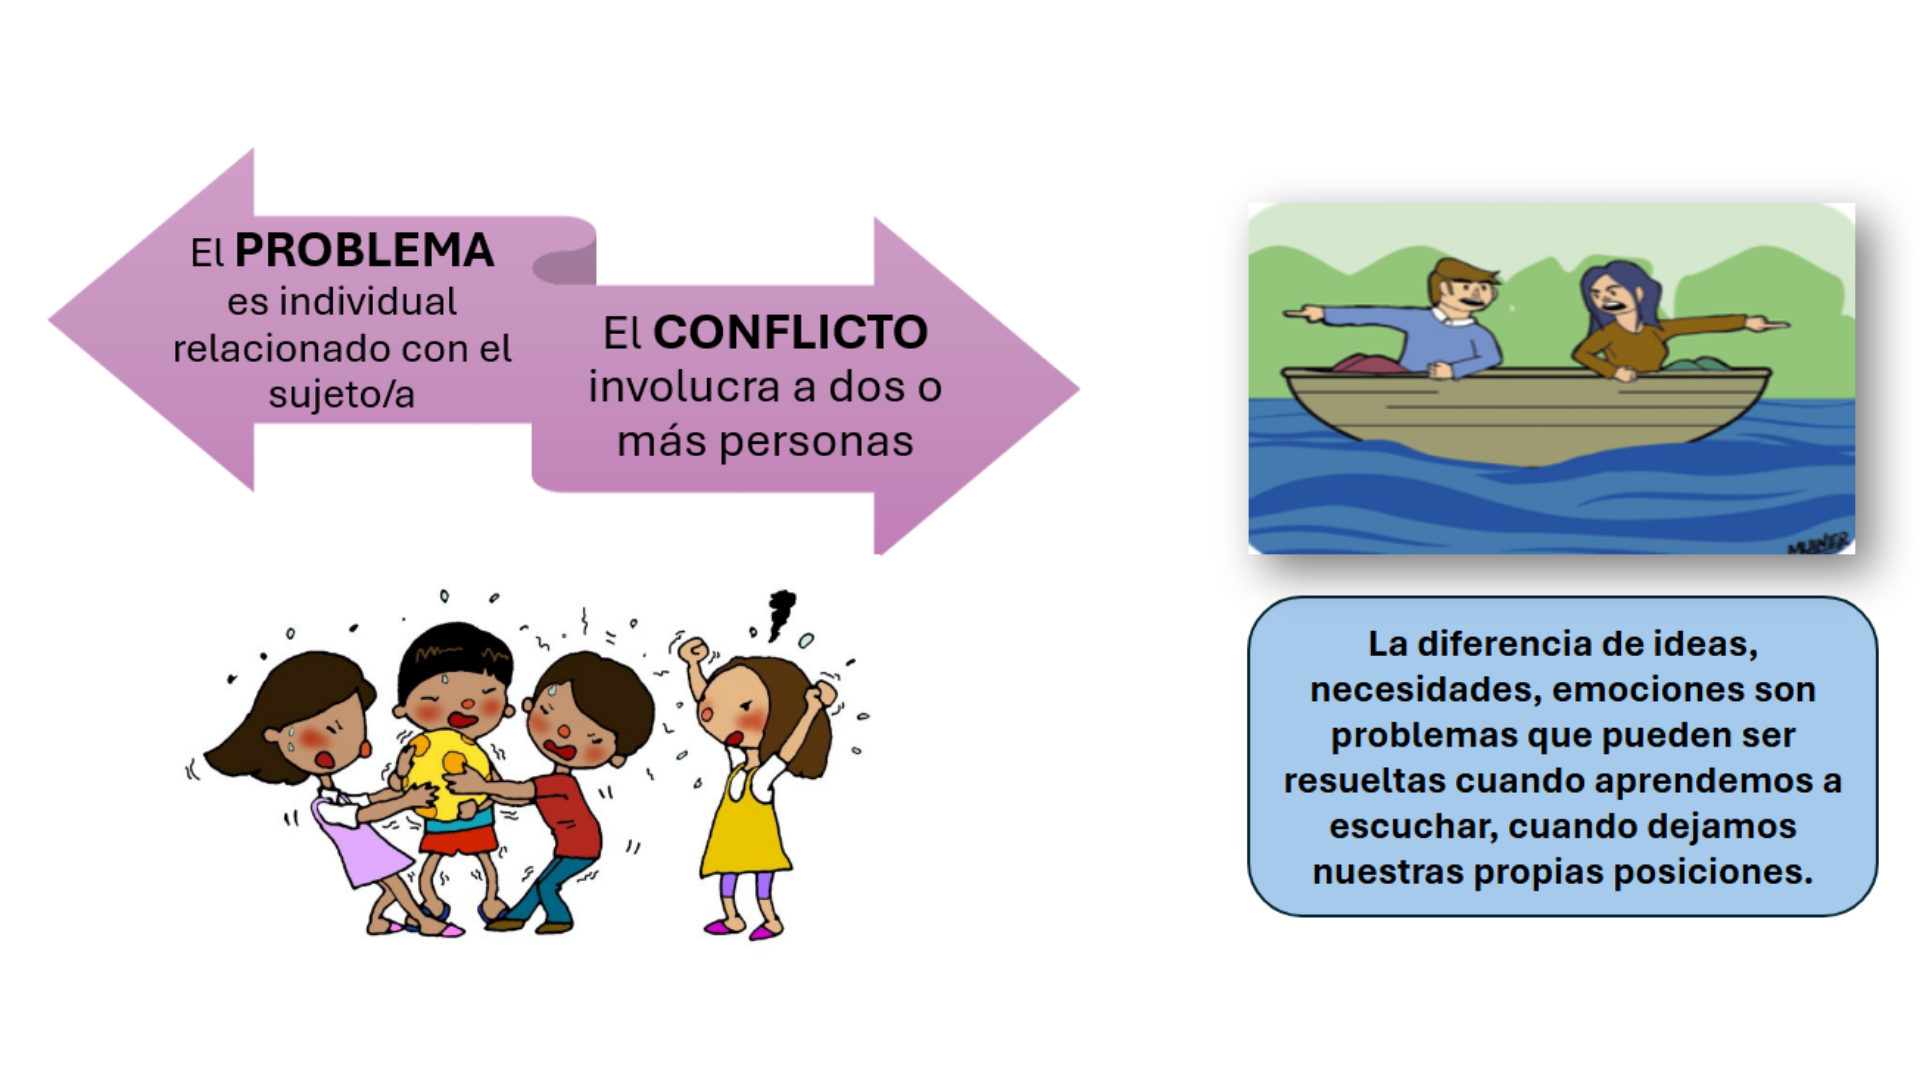 El PROBLEMA
es individual
relacionado con el
sujeto/a
El CONFLICTO
involucra a dos o
más personas
MUÑER
La diferencia de ideas,
necesidades, emociones son
problemas que pueden ser
resueltas cuando aprendemos a
escuchar, cuando dejamos
nuestras propias posiciones.